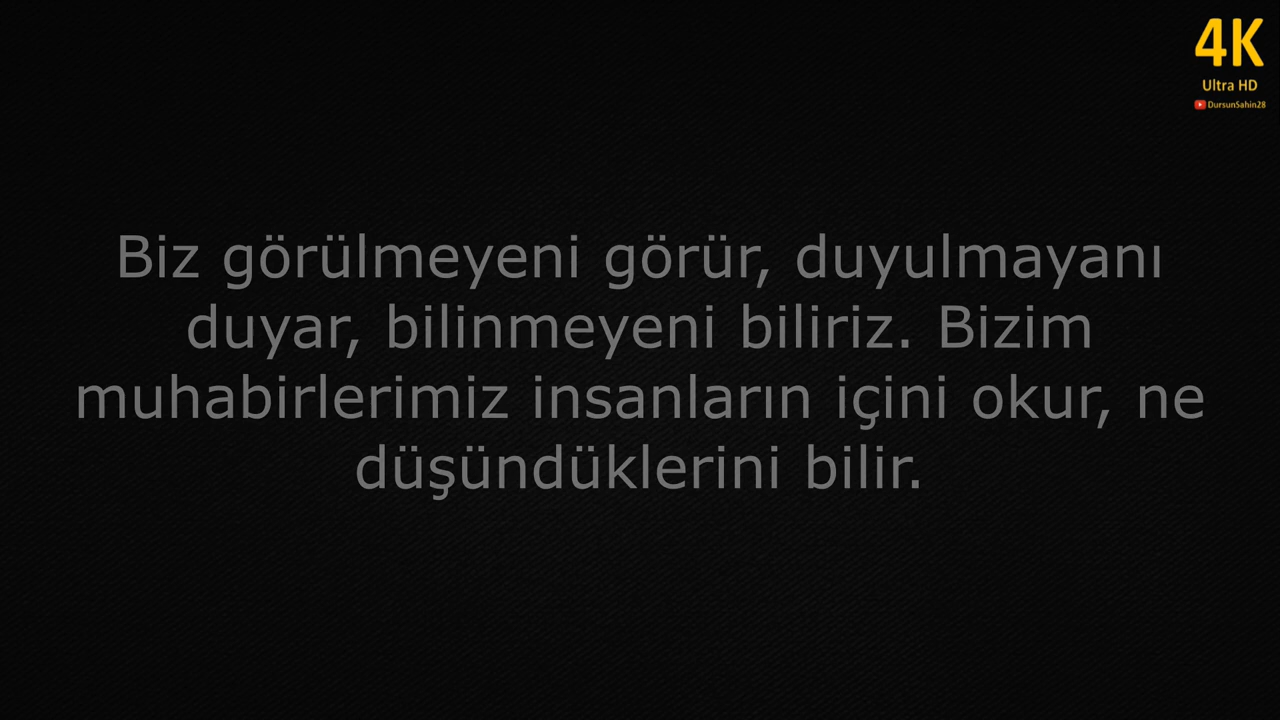 4K
Ultra HD
DursunSahin28
Biz görülmeyeni görür, duyulmayanı
duyar, bilinmeyeni biliriz. Bizim
muhabirlerimiz insanların içini okur, ne
düşündüklerini bilir.